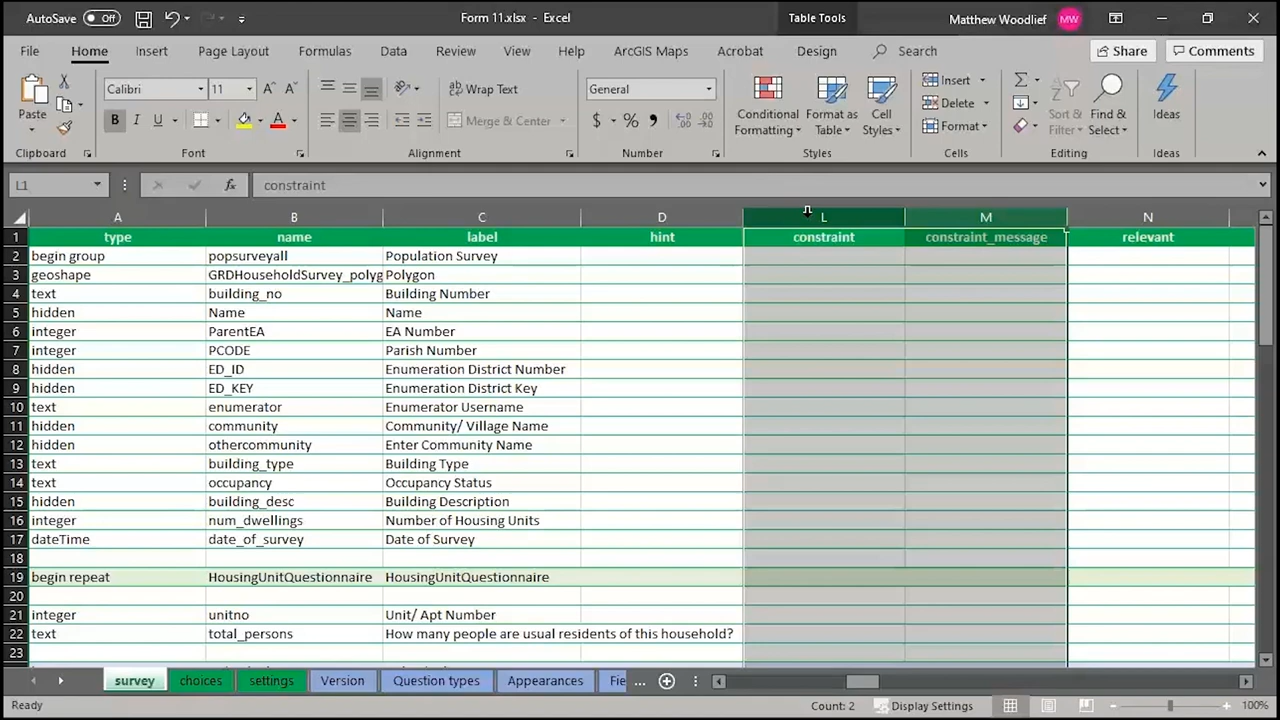 AutoSave Off Form 11.xlsx - Excel Table Tools Matthew Woodlief MW
File Home Insert Page Layout Formulas Data Review View Help ArcGIS Maps Acrobat Design Search Share Comments
Calibri 11 A A Wrap Text General Insert
Paste B I U A Merge & Center $ % , Conditional Formatting Format as Table Cell Styles Delete Format Sort & Filter Find & Select Ideas
Clipboard Font Alignment Number Styles Cells Editing Ideas
L1 fx constraint
A B C D L M N
1 type name label hint constraint constraint_message relevant
2 begin group popsurveyall Population Survey
3 geoshape GRDHouseholdSurvey_polyg Polygon
4 text building_no Building Number
5 hidden Name Name
6 integer ParentEA EA Number
7 integer PCODE Parish Number
8 hidden ED_ID Enumeration District Number
9 hidden ED_KEY Enumeration District Key
10 text enumerator Enumerator Username
11 hidden community Community/ Village Name
12 hidden othercommunity Enter Community Name
13 text building_type Building Type
14 text occupancy Occupancy Status
15 hidden building_desc Building Description
16 integer num_dwellings Number of Housing Units
17 dateTime date_of_survey Date of Survey
18
19 begin repeat HousingUnitQuestionnaire HousingUnitQuestionnaire
20
21 integer unitno Unit/ Apt Number
22 text total_persons How many people are usual residents of this household?
23
survey choices settings Version Question types Appearances Fie ...
Ready Count: 2 Display Settings 100%